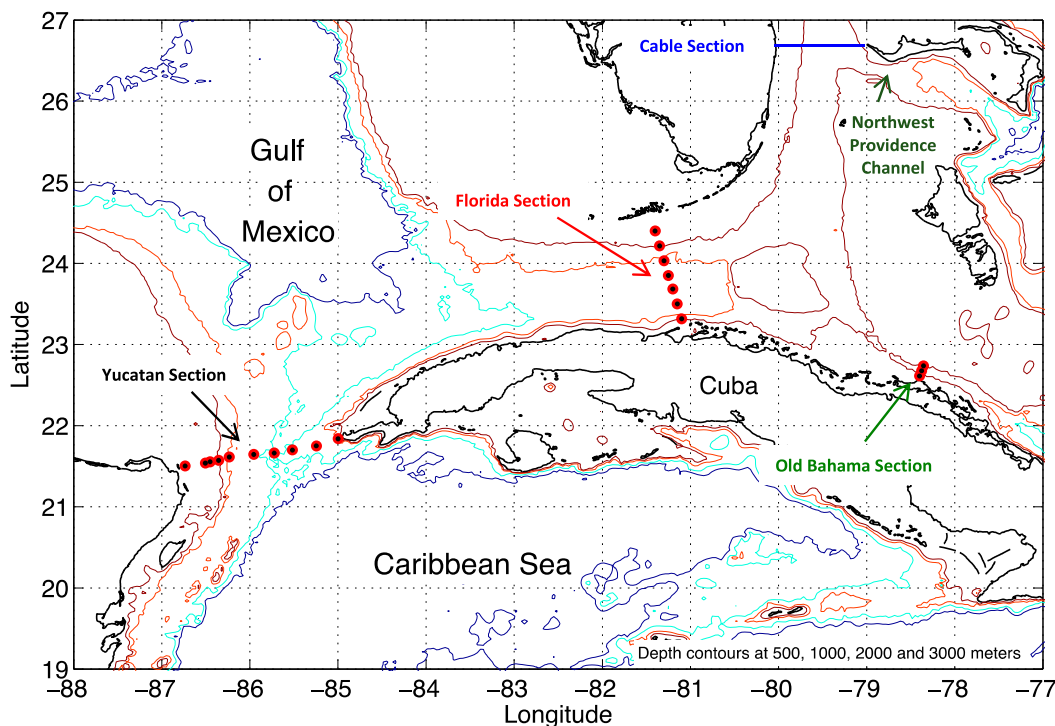 27
26
25
24
23
22
21
20
19
Latitude
Cable Section
Northwest
Providence
Channel
Gulf
of
Mexico
Florida Section
Yucatan Section
Cuba
Old Bahama Section
Caribbean Sea
Depth contours at 500, 1000, 2000 and 3000 meters
−88
−87
−86
−85
−84
−83
−82
−81
−80
−79
−78
−77
Longitude